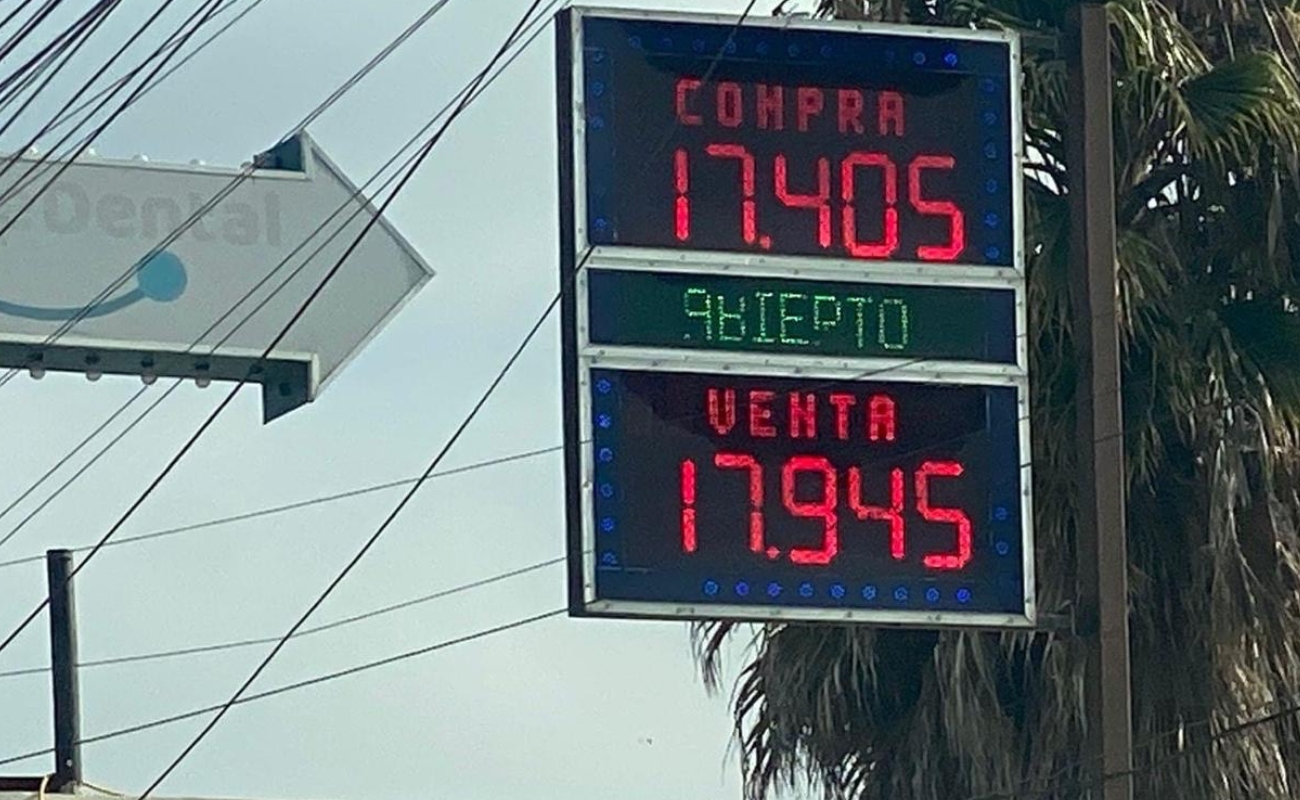 Dental
COMPRA
17.405
ABIERTO
VENTA
17.945